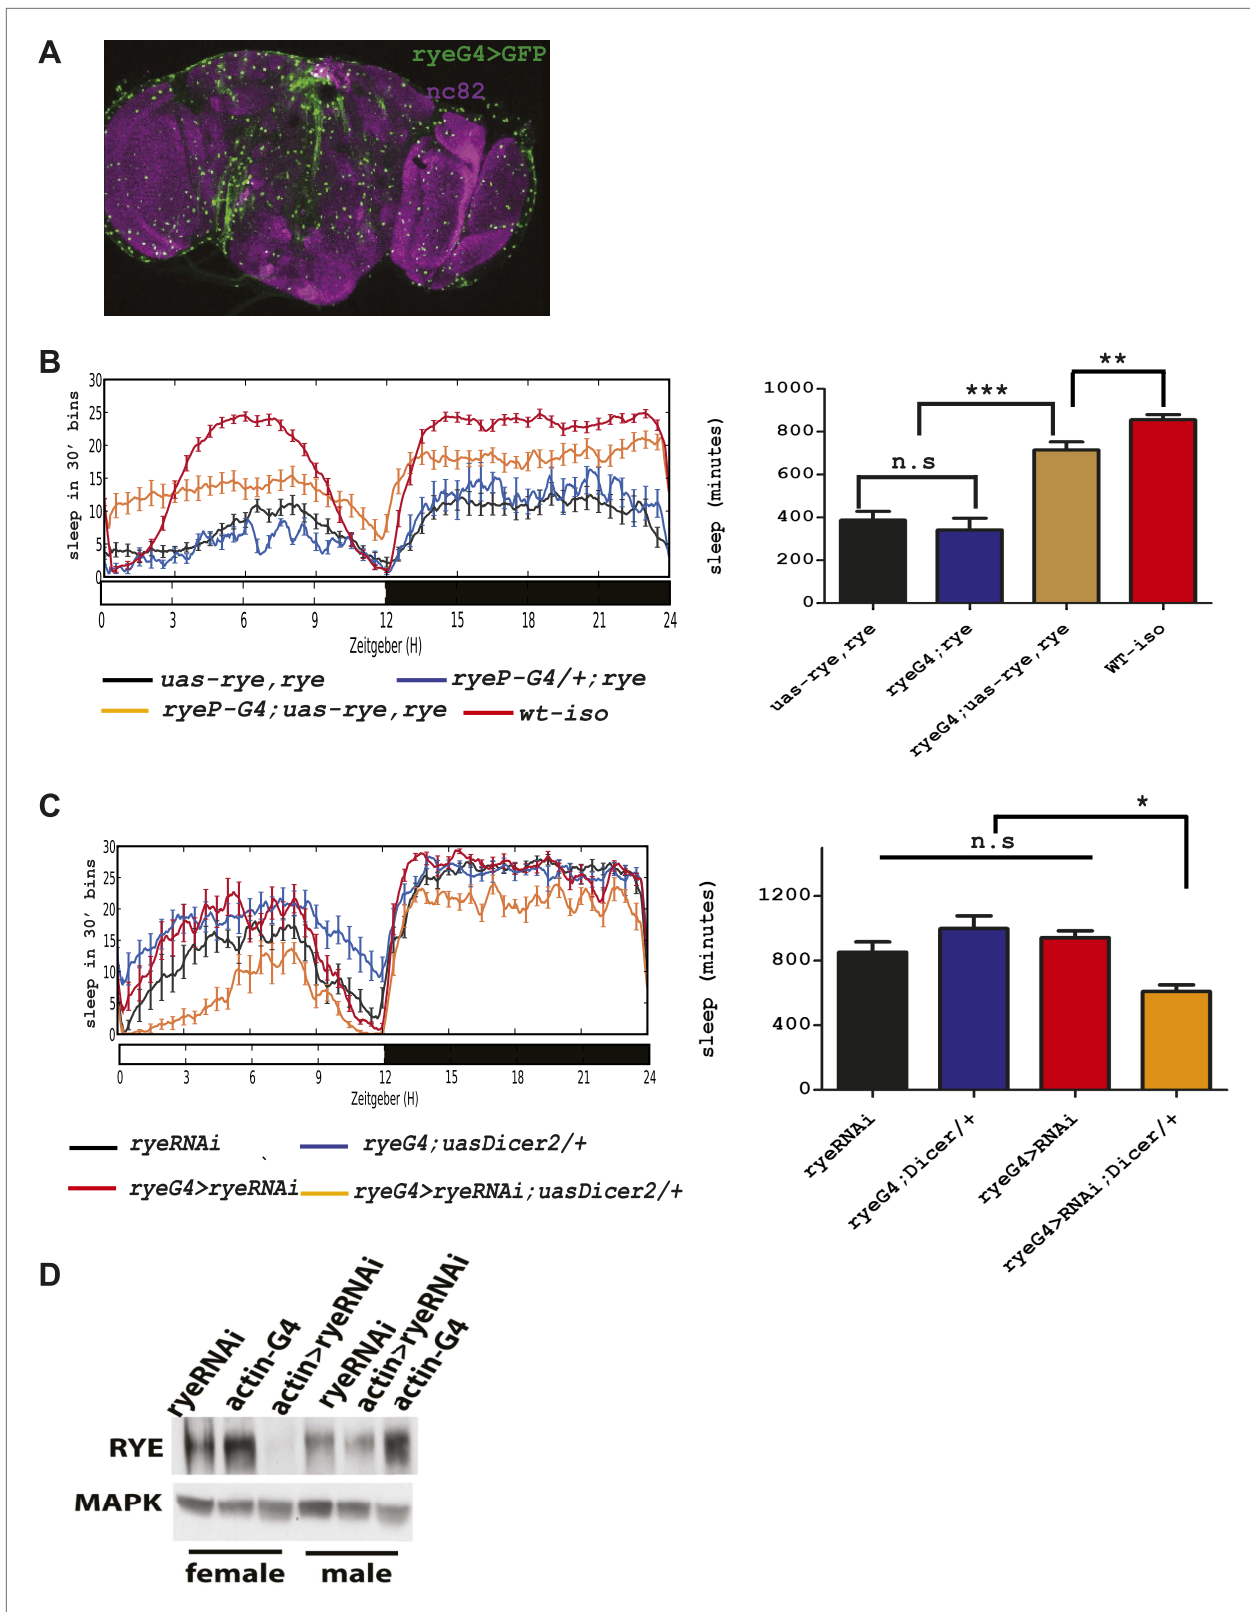 A
ryeG4>GFP
nc82
B
sleep in 30' bins
30
25
20
15
10
5
0
0 3 6 9 12 15 18 21 24
Zeitgeber (H)
uas-rye,rye
ryeP-G4/+;rye
ryeP-G4;uas-rye,rye
wt-iso
sleep (minutes)
1000
800
600
400
200
0
n.s
***
**
uas-rye,rye
ryeG4;rye
ryeG4;uas-rye,rye
WT-iso
C
sleep in 30' bins
30
25
20
15
10
5
0
0 3 6 9 12 15 18 21 24
Zeitgeber (H)
ryeRNAi
ryeG4;uasDicer2/+
ryeG4>ryeRNAi
ryeG4>ryeRNAi;uasDicer2/+
sleep (minutes)
1200
800
400
0
n.s
*
ryeRNAi
ryeG4;Dicer/+
ryeG4>RNAi
ryeG4>RNAi;Dicer/+
D
ryeRNAi
actin-G4
actin>ryeRNAi
ryeRNAi
actin>ryeRNAi
actin-G4
RYE
MAPK
female male